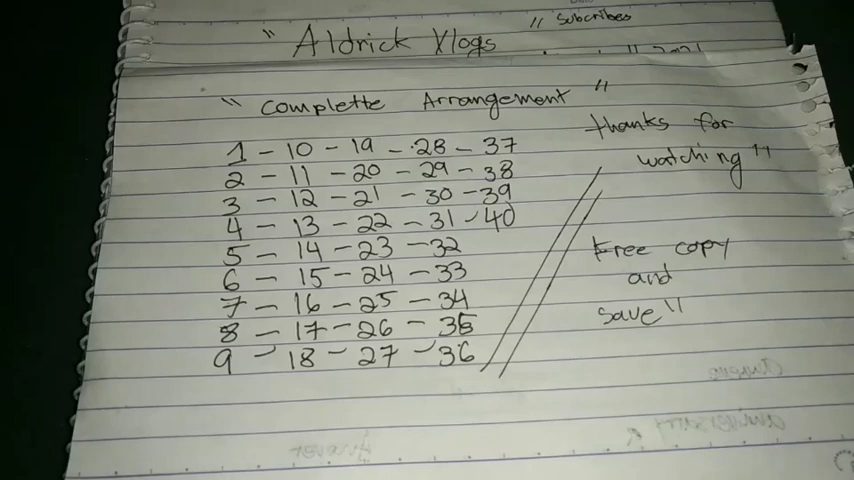 " Aldrick Vlogs " Subscribes
" Complette Arrangement "
1 - 10 - 19 - 28 - 37
2 - 11 - 20 - 29 - 38
3 - 12 - 21 - 30 - 39
4 - 13 - 22 - 31 - 40
5 - 14 - 23 - 32
6 - 15 - 24 - 33
7 - 16 - 25 - 34
8 - 17 - 26 - 35
9 - 18 - 27 - 36
thanks for
watching "
Free copy
and
save "